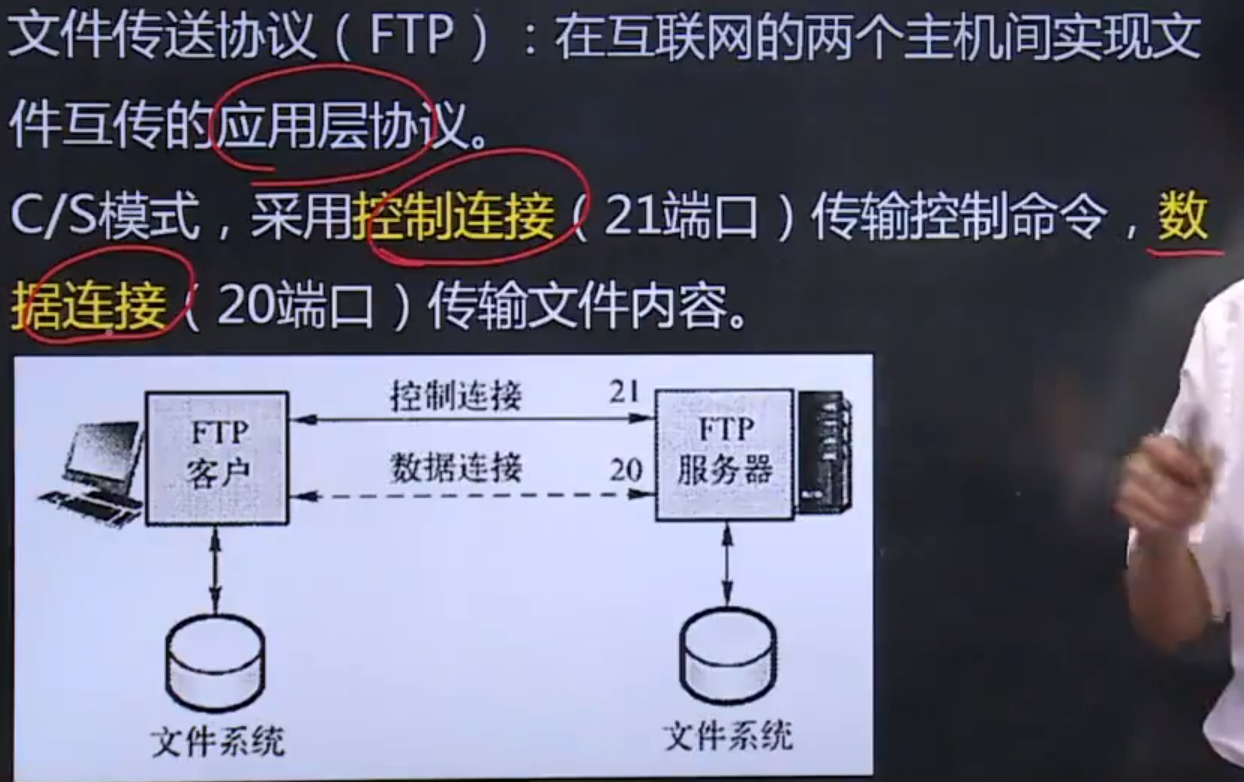 文件传送协议（FTP）：在互联网的两个主机间实现文
件互传的应用层协议。
C/S模式，采用控制连接（21端口）传输控制命令，数
据连接（20端口）传输文件内容。
控制连接 21
FTP
客户
FTP
服务器
数据连接 20
文件系统
文件系统